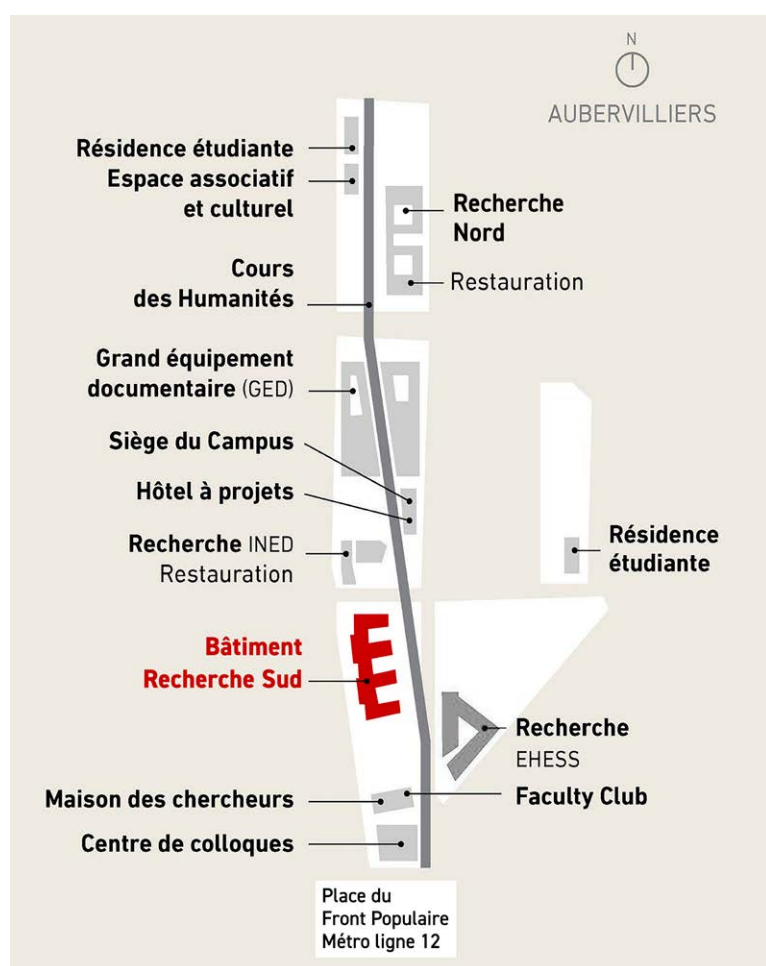 N
AUBERVILLIERS
Résidence étudiante
Espace associatif
et culturel
Recherche
Nord
Restauration
Cours
des Humanités
Grand équipement
documentaire (GED)
Siège du Campus
Hôtel à projets
Recherche INED
Restauration
Résidence
étudiante
Bâtiment
Recherche Sud
Recherche
EHESS
Maison des chercheurs
Faculty Club
Centre de colloques
Place du
Front Populaire
Métro ligne 12